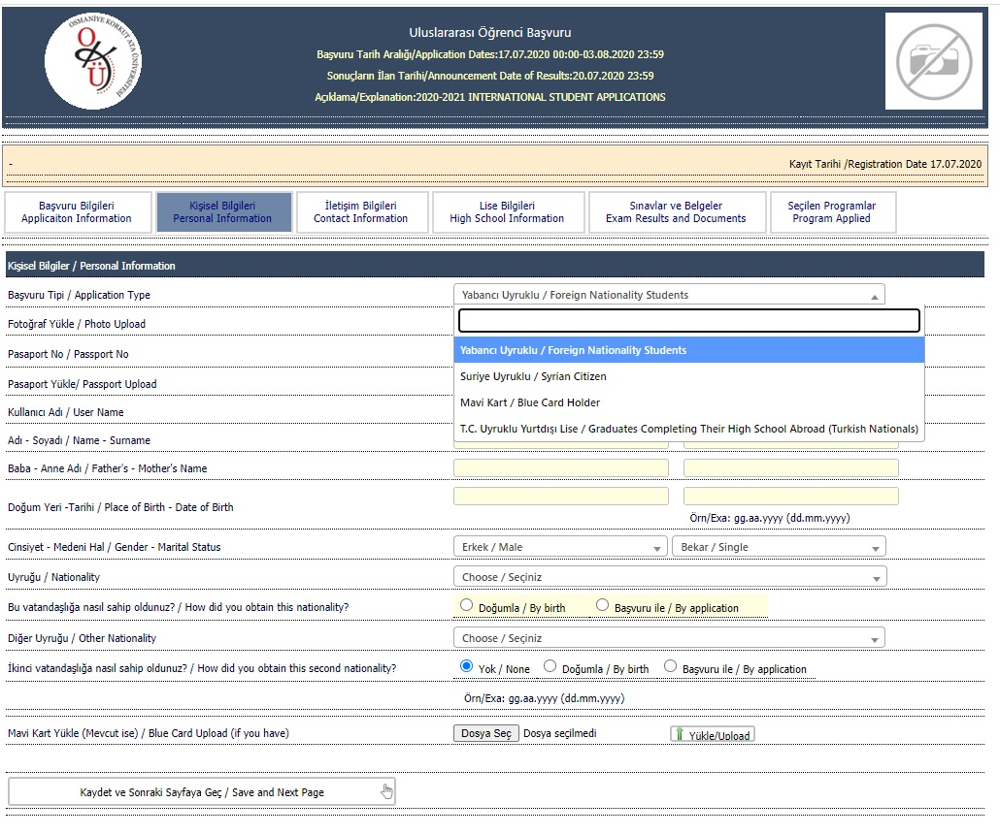 OSMANİYE KORKUT ATA ÜNİVERSİTESİ
OKÜ
Uluslararası Öğrenci Başvuru
Başvuru Tarih Aralığı/Application Dates:17.07.2020 00:00-03.08.2020 23:59
Sonuçların İlan Tarihi/Announcement Date of Results:20.07.2020 23:59
Açıklama/Explanation:2020-2021 INTERNATIONAL STUDENT APPLICATIONS
-
Kayıt Tarihi /Registration Date 17.07.2020
Başvuru Bilgileri
Applicaiton Information
Kişisel Bilgileri
Personal Information
İletişim Bilgileri
Contact Information
Lise Bilgileri
High School Information
Sınavlar ve Belgeler
Exam Results and Documents
Seçilen Programlar
Program Applied
Kişisel Bilgiler / Personal Information
Başvuru Tipi / Application Type
Yabancı Uyruklu / Foreign Nationality Students
Fotoğraf Yükle / Photo Upload
Yabancı Uyruklu / Foreign Nationality Students
Pasaport No / Passport No
Suriye Uyruklu / Syrian Citizen
Pasaport Yükle/ Passport Upload
Mavi Kart / Blue Card Holder
Kullanıcı Adı / User Name
T.C. Uyruklu Yurtdışı Lise / Graduates Completing Their High School Abroad (Turkish Nationals)
Adı - Soyadı / Name - Surname
Baba - Anne Adı / Father's - Mother's Name
Doğum Yeri -Tarihi / Place of Birth - Date of Birth
Örn/Exa: gg.aa.yyyy (dd.mm.yyyy)
Cinsiyet - Medeni Hal / Gender - Marital Status
Erkek / Male
Bekar / Single
Uyruğu / Nationality
Choose / Seçiniz
Bu vatandaşlığa nasıl sahip oldunuz? / How did you obtain this nationality?
Doğumla / By birth
Başvuru ile / By application
Diğer Uyruğu / Other Nationality
Choose / Seçiniz
İkinci vatandaşlığa nasıl sahip oldunuz? / How did you obtain this second nationality?
Yok / None
Doğumla / By birth
Başvuru ile / By application
Örn/Exa: gg.aa.yyyy (dd.mm.yyyy)
Mavi Kart Yükle (Mevcut ise) / Blue Card Upload (if you have)
Dosya Seç
Dosya seçilmedi
Yükle/Upload
Kaydet ve Sonraki Sayfaya Geç / Save and Next Page